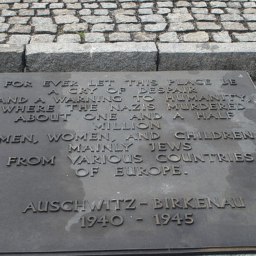 FOR EVER LET THIS PLACE BE
A CRY OF DESPAIR
AND A WARNING TO HUMANITY,
WHERE THE NAZIS MURDERED
ABOUT ONE AND A HALF
MILLION
MEN, WOMEN, AND CHILDREN,
MAINLY JEWS
FROM VARIOUS COUNTRIES
OF EUROPE.
AUSCHWITZ - BIRKENAU
1940 - 1945